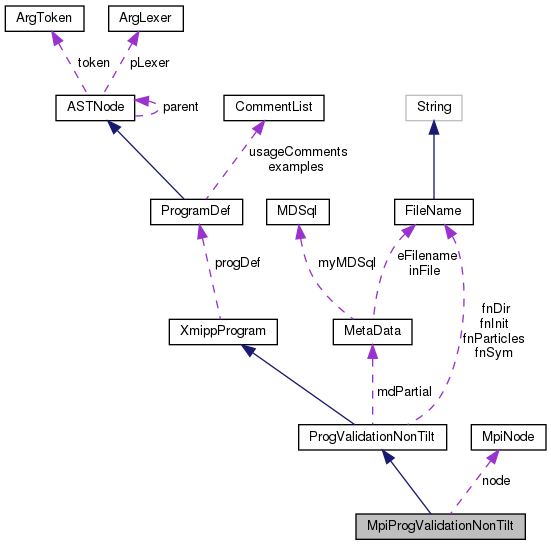 ArgToken
ArgLexer
token
pLexer
ASTNode
parent
CommentList
String
usageComments
examples
ProgramDef
MDSql
FileName
progDef
myMDSql
eFilename
inFile
fnDir
fnInit
fnParticles
fnSym
XmippProgram
MetaData
mdPartial
ProgValidationNonTilt
MpiNode
node
MpiProgValidationNonTilt